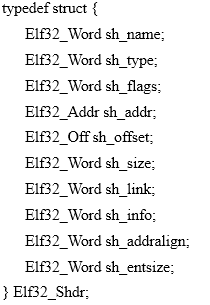 typedef struct {
Elf32_Word sh_name;
Elf32_Word sh_type;
Elf32_Word sh_flags;
Elf32_Addr sh_addr;
Elf32_Off sh_offset;
Elf32_Word sh_size;
Elf32_Word sh_link;
Elf32_Word sh_info;
Elf32_Word sh_addralign;
Elf32_Word sh_entsize;
} Elf32_Shdr;